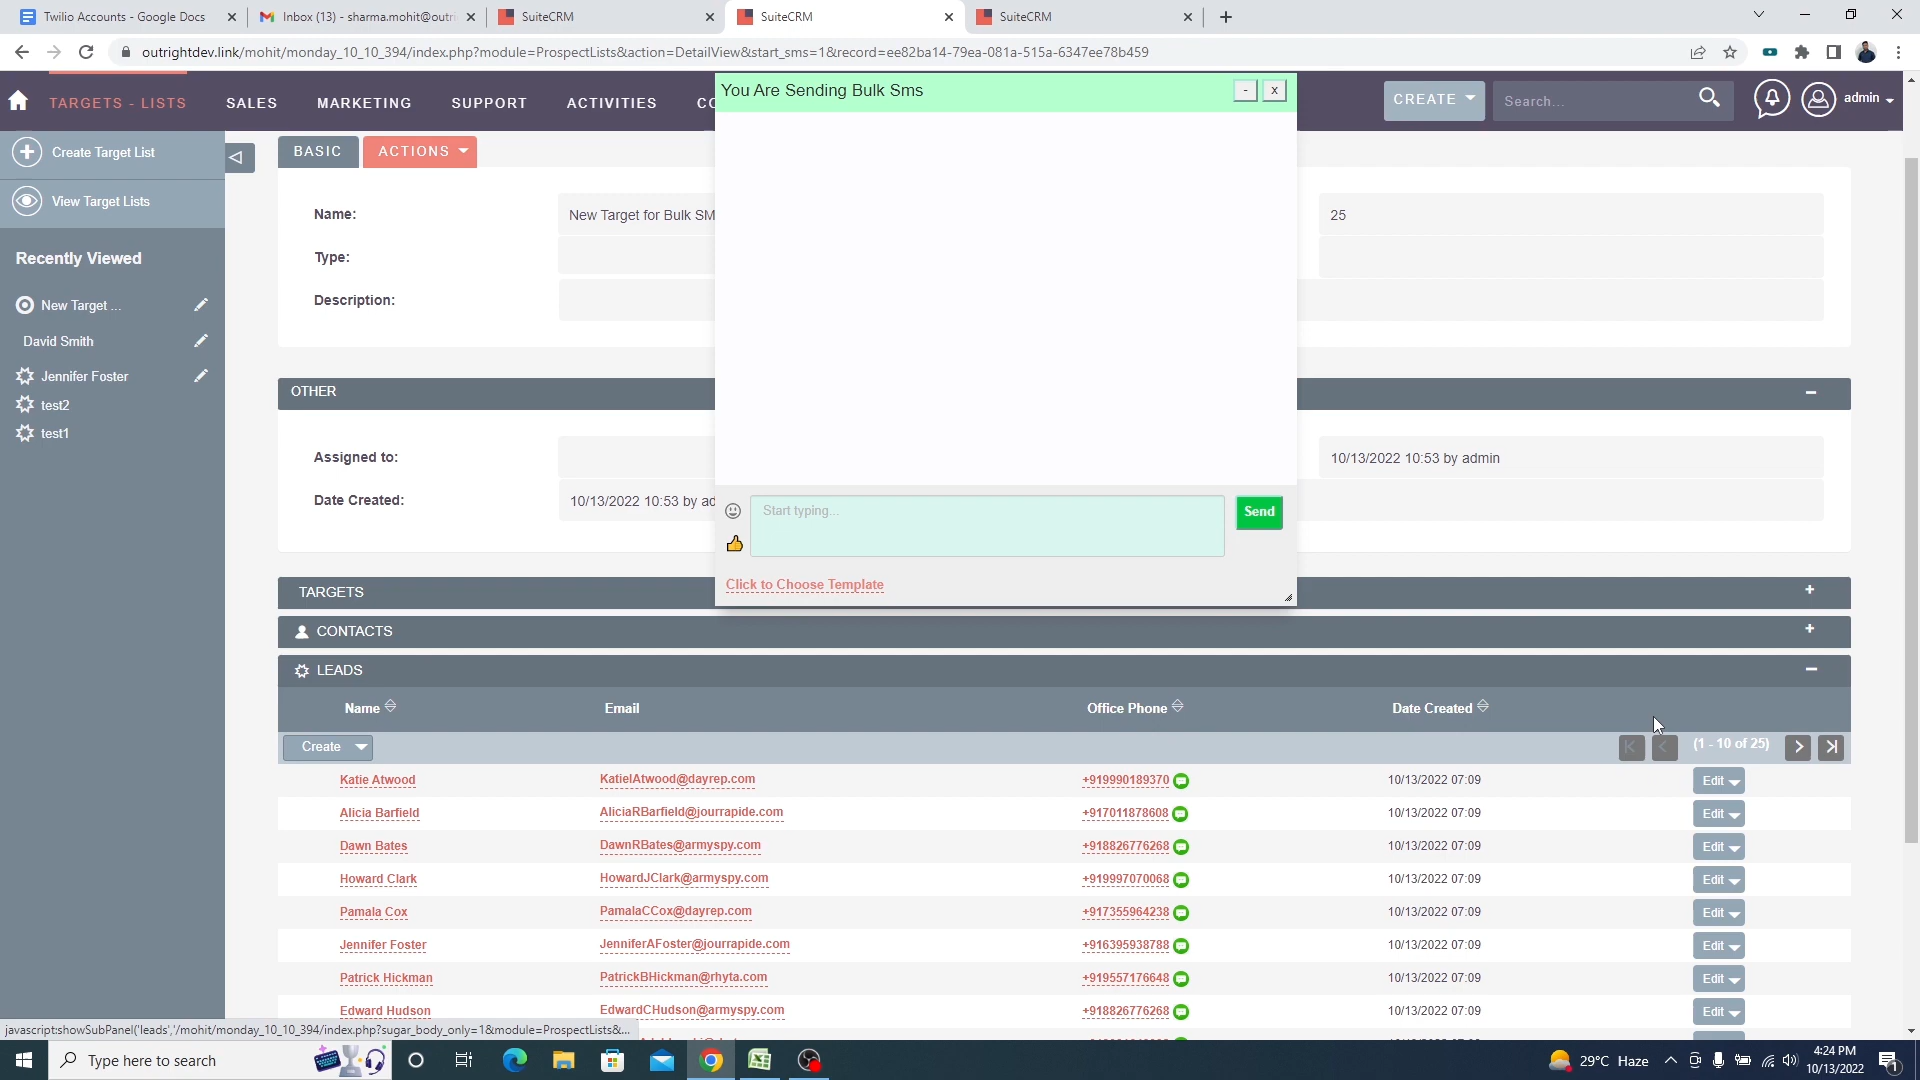 Twilio Accounts - Google Docs
Inbox (13) - sharma.mohit@outri
SuiteCRM
SuiteCRM
SuiteCRM
outrightdev.link/mohit/monday_10_10_394/index.php?module=ProspectLists&action=DetailView&start_sms=1&record=ee82ba14-79ea-081a-515a-6347ee78b459
TARGETS - LISTS
SALES
MARKETING
SUPPORT
ACTIVITIES
CREATE
Search...
admin
You Are Sending Bulk Sms
-
x
Create Target List
View Target Lists
Recently Viewed
New Target ...
David Smith
Jennifer Foster
test2
test1
BASIC
ACTIONS
Name:
New Target for Bulk SM
25
Type:
Description:
OTHER
Assigned to:
10/13/2022 10:53 by admin
Date Created:
10/13/2022 10:53 by ad
Start typing...
Send
Click to Choose Template
TARGETS
CONTACTS
LEADS
Name
Email
Office Phone
Date Created
Create
(1 - 10 of 25)
Katie Atwood KatielAtwood@dayrep.com +919990189370 10/13/2022 07:09 Edit
Alicia Barfield AliciaRBarfield@jourrapide.com +917011878608 10/13/2022 07:09 Edit
Dawn Bates DawnRBates@armyspy.com +918826776268 10/13/2022 07:09 Edit
Howard Clark HowardJClark@armyspy.com +919997070068 10/13/2022 07:09 Edit
Pamala Cox PamalaCCox@dayrep.com +917355964238 10/13/2022 07:09 Edit
Jennifer Foster JenniferAFoster@jourrapide.com +916395938788 10/13/2022 07:09 Edit
Patrick Hickman PatrickBHickman@rhyta.com +919557176648 10/13/2022 07:09 Edit
Edward Hudson EdwardCHudson@armyspy.com +918826776268 10/13/2022 07:09 Edit
javascript:showSubPanel('leads','/mohit/monday_10_10_394/index.php?sugar_body_only=1&module=ProspectLists&...
Type here to search
29°C Haze
4:24 PM
10/13/2022
1